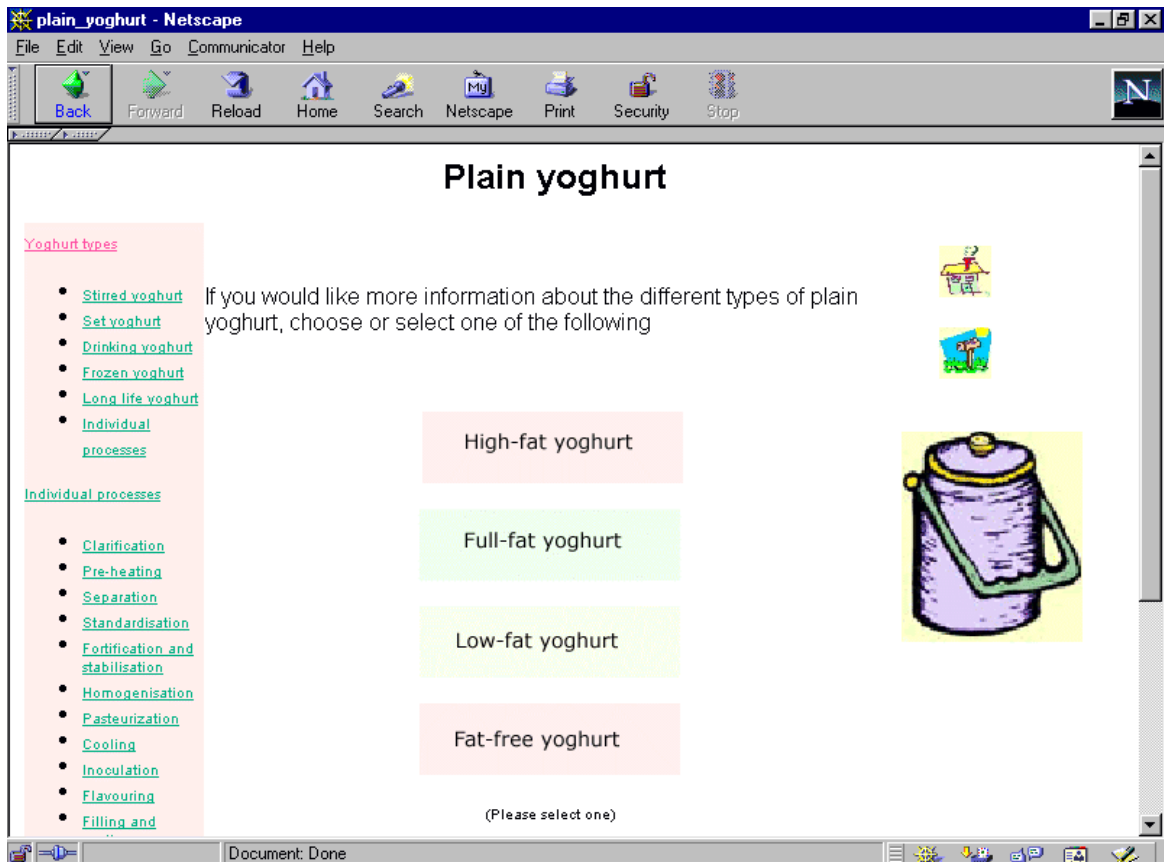 plain_yoghurt - Netscape
File Edit View Go Communicator Help
My
N
Back Forward Reload Home Search Netscape Print Security Stop
Plain yoghurt
Yoghurt types
Stirred yoghurt
Set yoghurt
Drinking yoghurt
Frozen yoghurt
Long life yoghurt
Individual
processes
Individual processes
Clarification
Pre-heating
Separation
Standardisation
Fortification and
stabilisation
Homogenisation
Pasteurization
Cooling
Inoculation
Flavouring
Filling and
If you would like more information about the different types of plain
yoghurt, choose or select one of the following
High-fat yoghurt
Full-fat yoghurt
Low-fat yoghurt
Fat-free yoghurt
(Please select one)
Document: Done